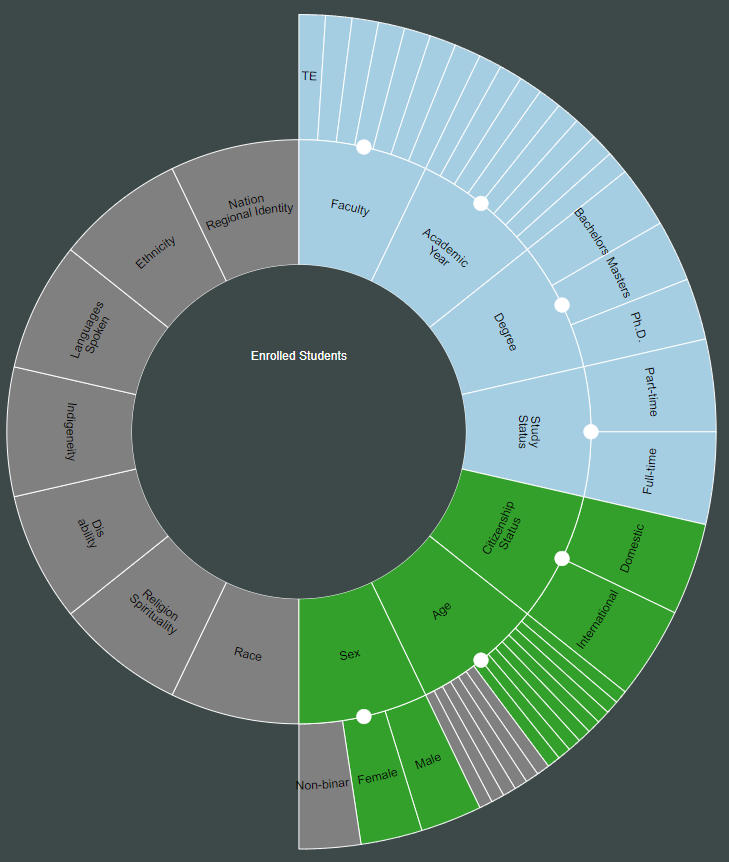 TE
Nation
Regional Identity
Faculty
Ethnicity
Academic
Year
Bachelors
Masters
Languages
Spoken
Degree
Ph.D.
Enrolled Students
Part-time
Indigeneity
Study
Status
Full-time
Dis
ability
Citizenship
Status
Domestic
Religion
Spirituality
Age
International
Race
Sex
Non-binar
Female
Male